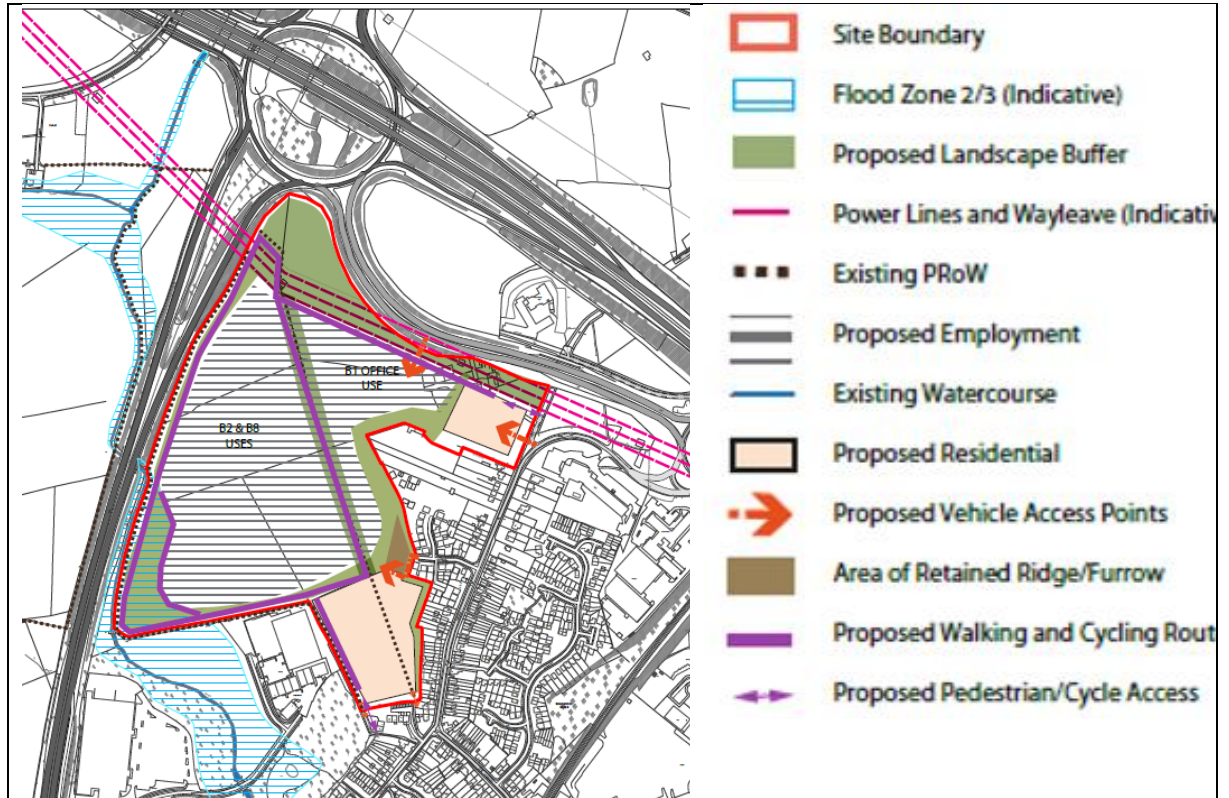 B1 OFFICE
USE
B2 & B8
USES
Site Boundary
Flood Zone 2/3 (Indicative)
Proposed Landscape Buffer
Power Lines and Wayleave (Indicativ
Existing PRoW
Proposed Employment
Existing Watercourse
Proposed Residential
Proposed Vehicle Access Points
Area of Retained Ridge/Furrow
Proposed Walking and Cycling Rout
Proposed Pedestrian/Cycle Access